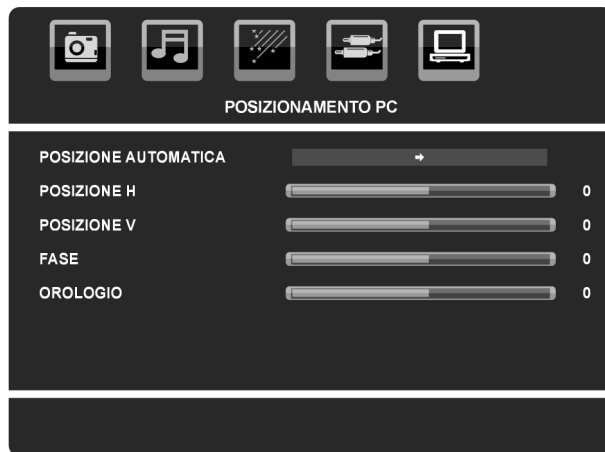 POSIZIONAMENTO PC
POSIZIONE AUTOMATICA
POSIZIONE H 0
POSIZIONE V 0
FASE 0
OROLOGIO 0